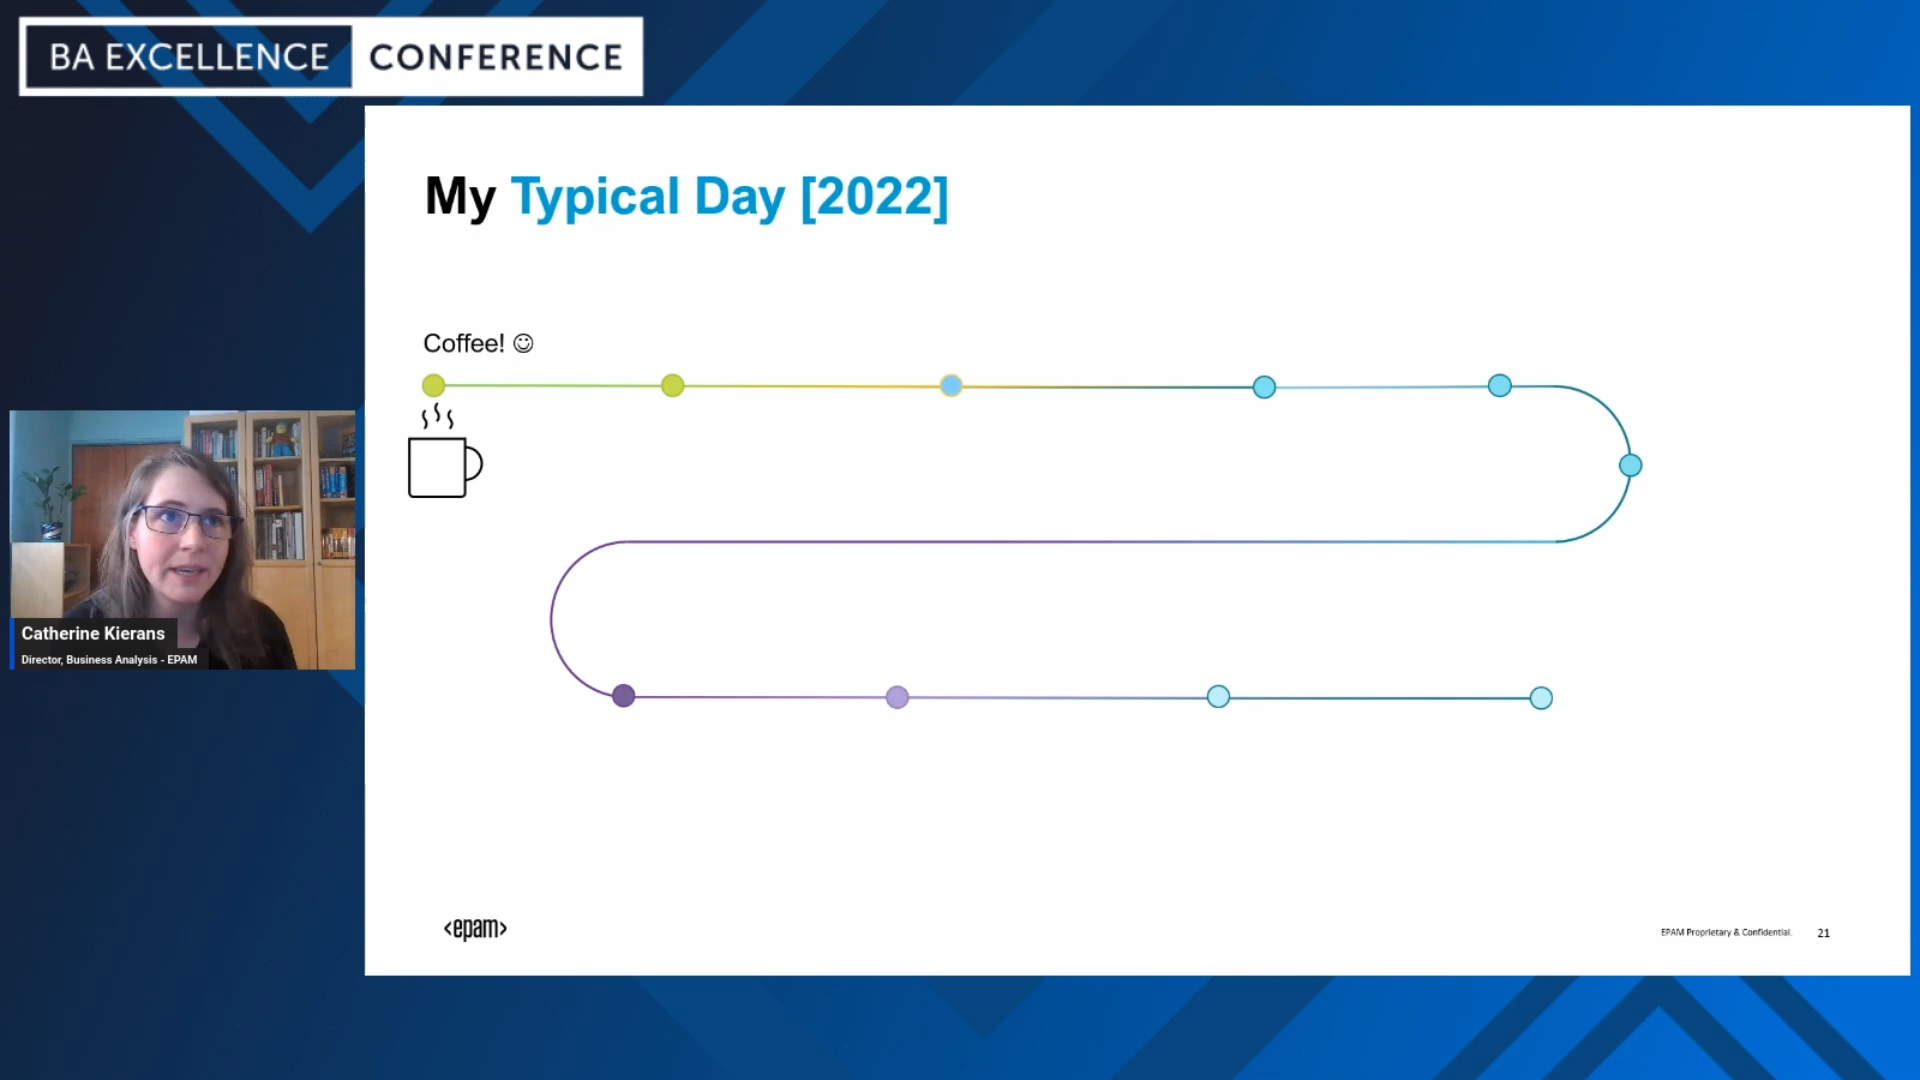 BA EXCELLENCE CONFERENCE
My Typical Day [2022]
Coffee! ☺
Catherine Kierans
Director, Business Analysis - EPAM
<epam>
EPAM Proprietary & Confidential.
21